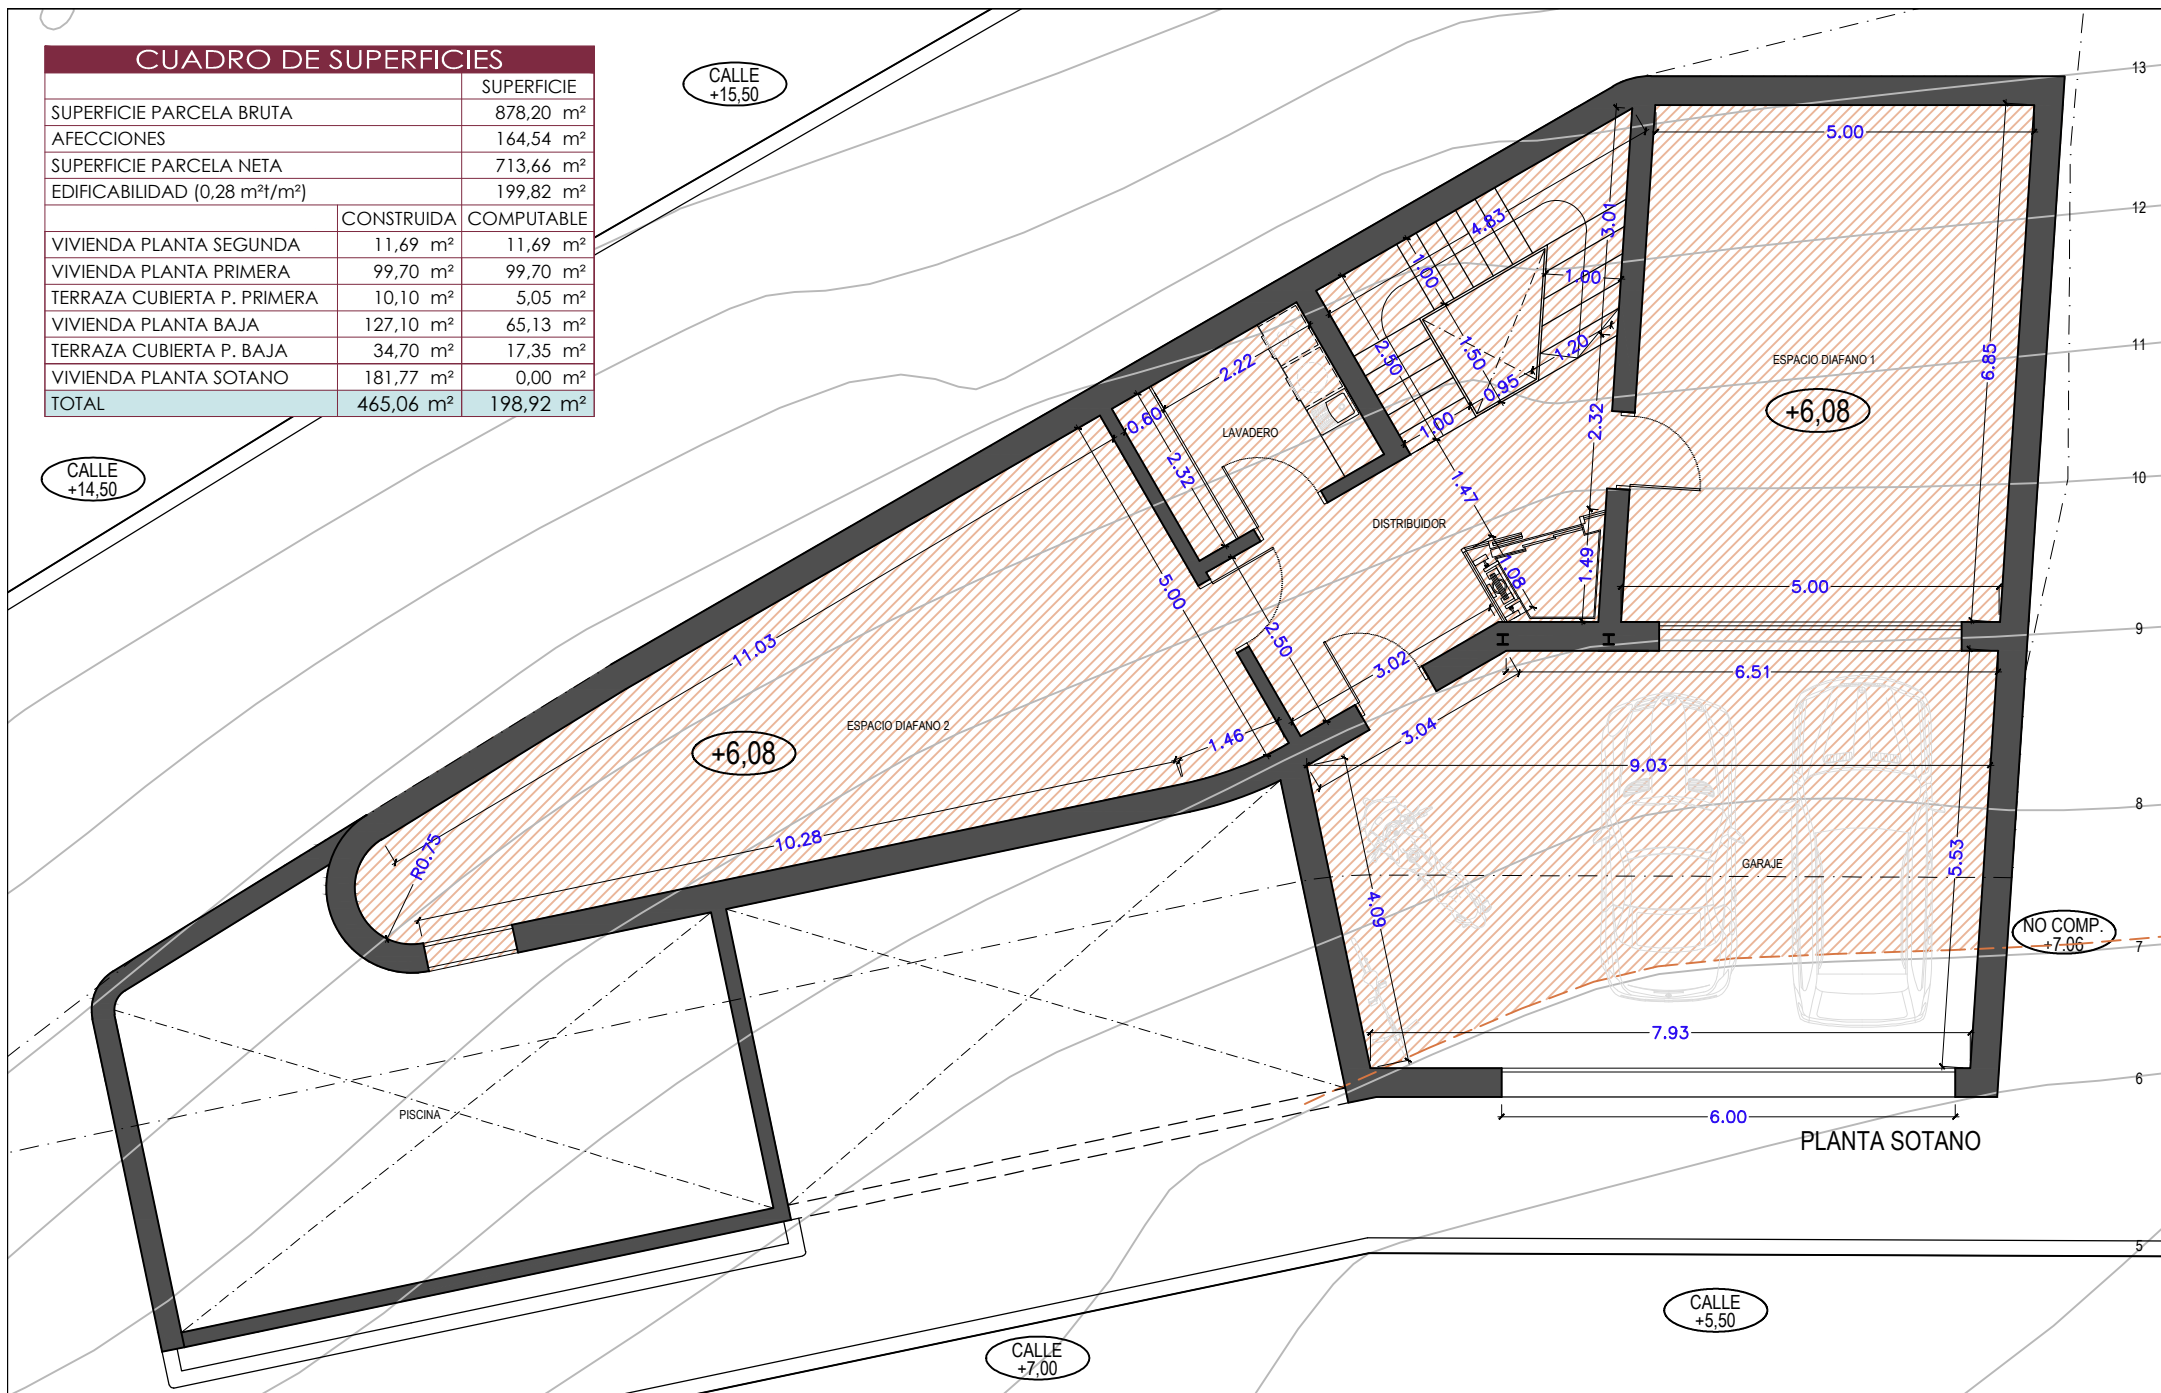 CUADRO DE SUPERFICIES
SUPERFICIE
SUPERFICIE PARCELA BRUTA 878,20 m²
AFECCIONES 164,54 m²
SUPERFICIE PARCELA NETA 713,66 m²
EDIFICABILIDAD (0,28 m²t/m²) 199,82 m²
CONSTRUIDA COMPUTABLE
VIVIENDA PLANTA SEGUNDA 11,69 m² 11,69 m²
VIVIENDA PLANTA PRIMERA 99,70 m² 99,70 m²
TERRAZA CUBIERTA P. PRIMERA 10,10 m² 5,05 m²
VIVIENDA PLANTA BAJA 127,10 m² 65,13 m²
TERRAZA CUBIERTA P. BAJA 34,70 m² 17,35 m²
VIVIENDA PLANTA SOTANO 181,77 m² 0,00 m²
TOTAL 465,06 m² 198,92 m²
CALLE
+15,50
CALLE
+14,50
13
12
11
10
9
8
7
6
5
5.00
4.83
3.01
1.00
1.00
2.50
1.50
0.95
1.20
1.00
2.22
0.60
LAVADERO
2.32
2.32
ESPACIO DIAFANO 1
+6,08
6.85
1.47
DISTRIBUIDOR
1.49
1.08
5.00
5.00
2.50
3.02
6.51
11.03
ESPACIO DIAFANO 2
+6,08
1.46
3.04
9.03
10.28
R0.75
GARAJE
5.53
4.09
NO COMP.
+7.06
7.93
6.00
PISCINA
PLANTA SOTANO
CALLE
+5,50
CALLE
+7,00